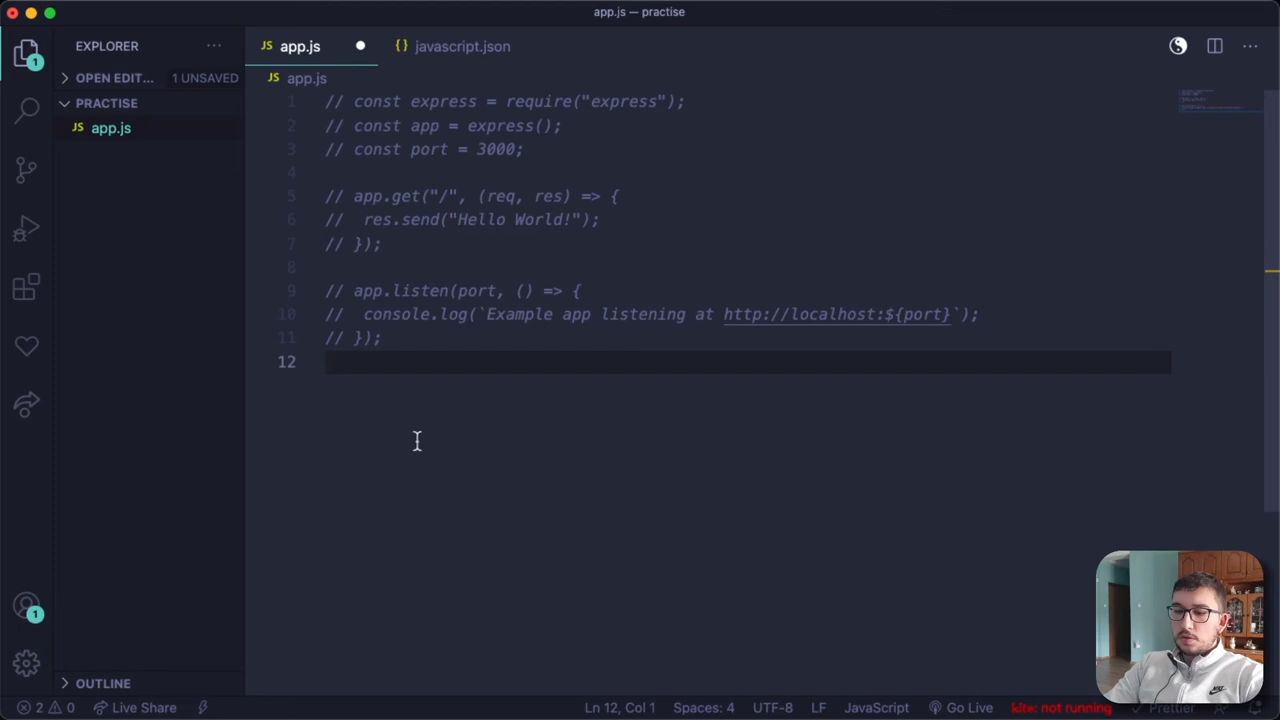 app.js — practise
EXPLORER ...
JS app.js ●
{} javascript.json
1
OPEN EDIT... 1 UNSAVED
JS app.js
PRACTISE
JS app.js
1 // const express = require("express");
2 // const app = express();
3 // const port = 3000;
4
5 // app.get("/", (req, res) => {
6 //  res.send("Hello World!");
7 // });
8
9 // app.listen(port, () => {
10 //  console.log(`Example app listening at http://localhost:${port}`);
11 // });
12
1
OUTLINE
2 0 Live Share Ln 12, Col 1 Spaces: 4 UTF-8 LF JavaScript Go Live kite: not running Prettier